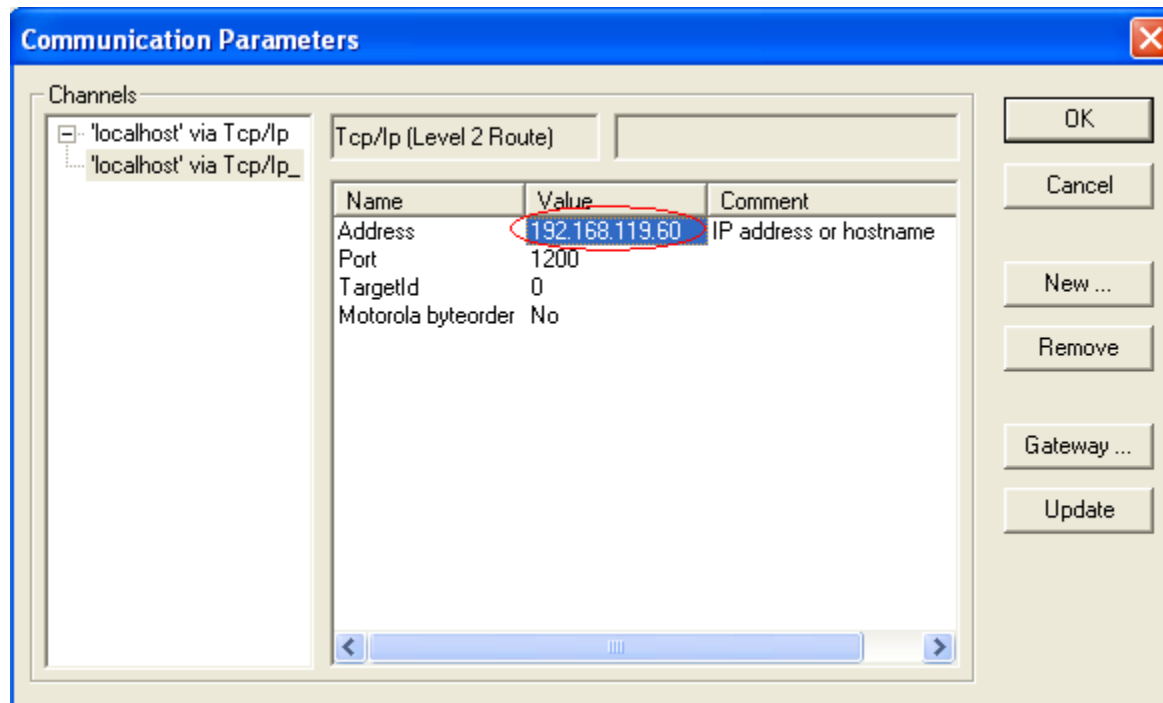 Communication Parameters
Channels
'localhost' via Tcp/Ip
'localhost' via Tcp/Ip_
Tcp/Ip (Level 2 Route)
Name Value Comment
Address 192.168.119.60 IP address or hostname
Port 1200
TargetId 0
Motorola byteorder No
OK
Cancel
New ...
Remove
Gateway ...
Update